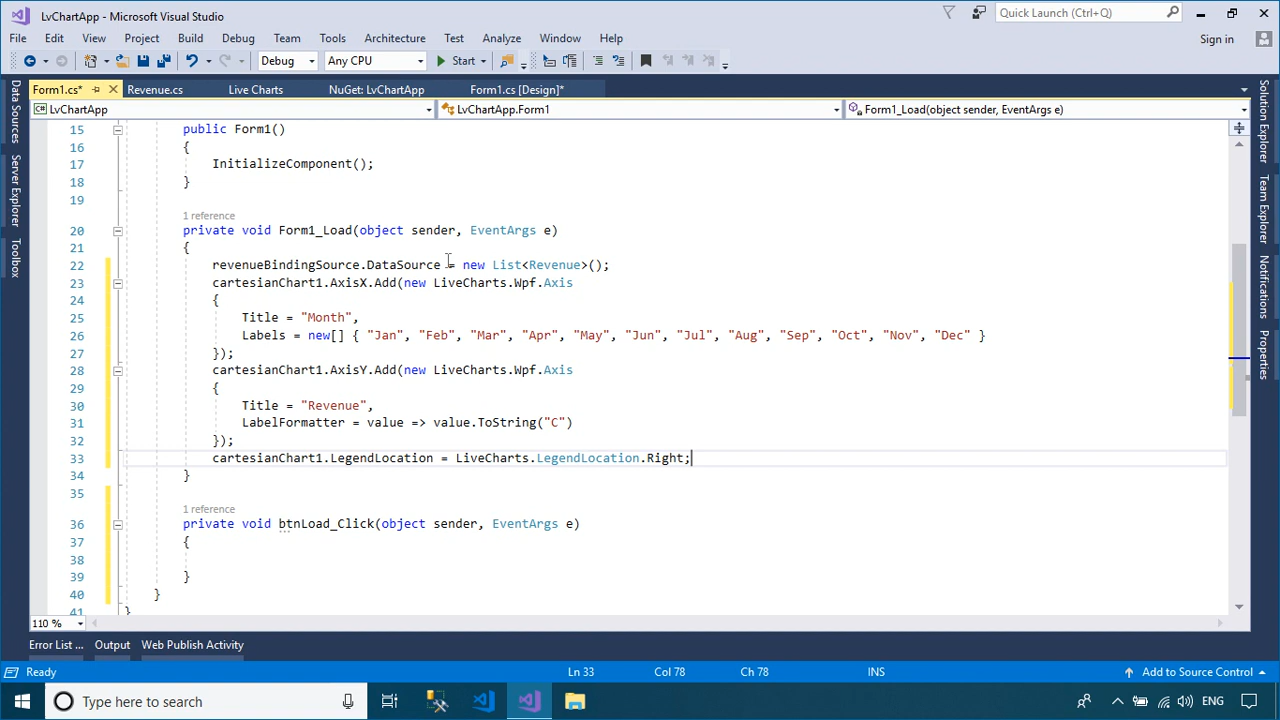 LvChartApp - Microsoft Visual Studio
Quick Launch (Ctrl+Q)
File Edit View Project Build Debug Team Tools Architecture Test Analyze Window Help
Sign in
Debug Any CPU Start
Form1.cs* Revenue.cs Live Charts NuGet: LvChartApp Form1.cs [Design]*
LvChartApp LvChartApp.Form1 Form1_Load(object sender, EventArgs e)
Data Sources
Server Explorer
Toolbox
Solution Explorer
Team Explorer
Notifications
Properties
15 public Form1()
16 {
17 InitializeComponent();
18 }
19
1 reference
20 private void Form1_Load(object sender, EventArgs e)
21 {
22 revenueBindingSource.DataSource = new List<Revenue>();
23 cartesianChart1.AxisX.Add(new LiveCharts.Wpf.Axis
24 {
25 Title = "Month",
26 Labels = new[] { "Jan", "Feb", "Mar", "Apr", "May", "Jun", "Jul", "Aug", "Sep", "Oct", "Nov", "Dec" }
27 });
28 cartesianChart1.AxisY.Add(new LiveCharts.Wpf.Axis
29 {
30 Title = "Revenue",
31 LabelFormatter = value => value.ToString("C")
32 });
33 cartesianChart1.LegendLocation = LiveCharts.LegendLocation.Right;
34 }
35
1 reference
36 private void btnLoad_Click(object sender, EventArgs e)
37 {
38
39 }
40 }
41 }
110 %
Error List ... Output Web Publish Activity
Ready Ln 33 Col 78 Ch 78 INS Add to Source Control
Type here to search
ENG